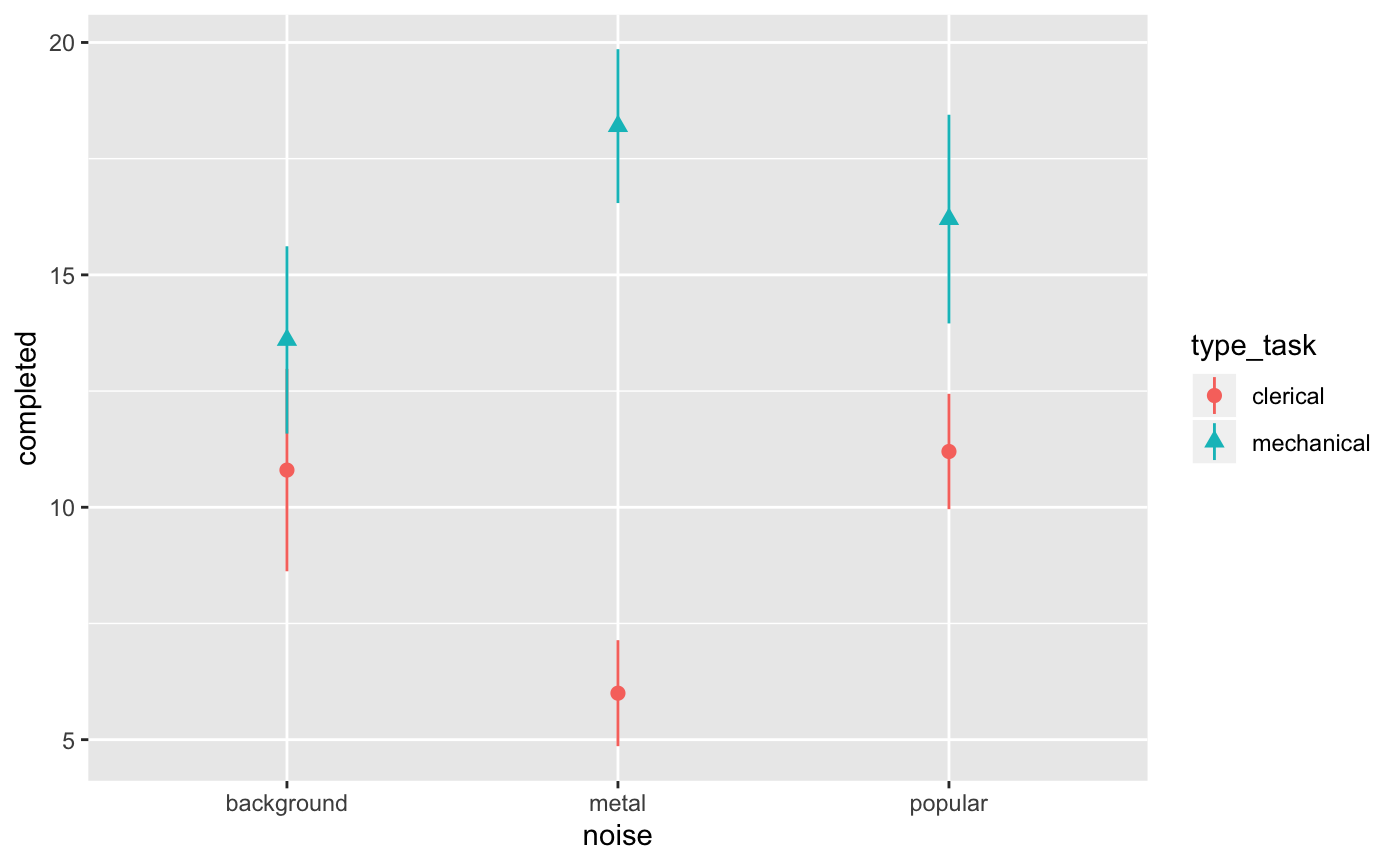 20
15
10
5
completed
background
metal
popular
noise
type_task
clerical
mechanical